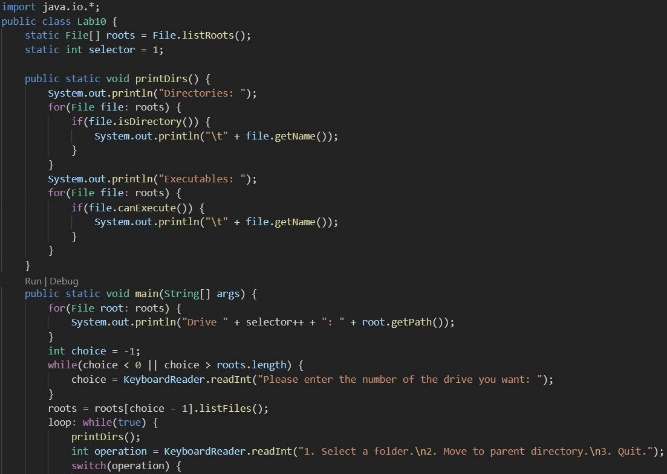 import java.io.*;
public class Lab10 {
static File[] roots = File.listRoots();
static int selector = 1;
public static void printDirs() {
System.out.println("Directories: ");
for(File file: roots) {
if(file.isDirectory()) {
System.out.println("\t" + file.getName());
}
}
System.out.println("Executables: ");
for(File file: roots) {
if(file.canExecute()) {
System.out.println("\t" + file.getName());
}
}
}
Run | Debug
public static void main(String[] args) {
for(File root: roots) {
System.out.println("Drive " + selector++ + ": " + root.getPath());
}
int choice = -1;
while(choice < 0 || choice > roots.length) {
choice = KeyboardReader.readInt("Please enter the number of the drive you want: ");
}
roots = roots[choice - 1].listFiles();
loop: while(true) {
printDirs();
int operation = KeyboardReader.readInt("1. Select a folder.\n2. Move to parent directory.\n3. Quit.");
switch(operation) {